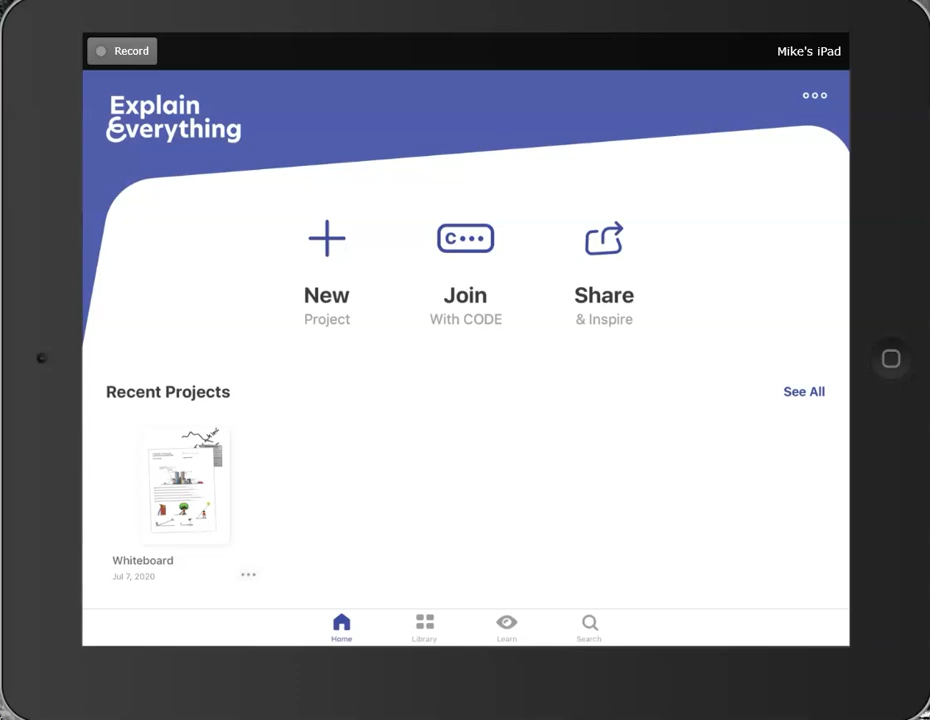 Record
Mike's iPad
Explain
Everything
New
Project
C
Join
With CODE
Share
& Inspire
Recent Projects
See All
Whiteboard
Jul 7, 2020
Home
Library
Learn
Search